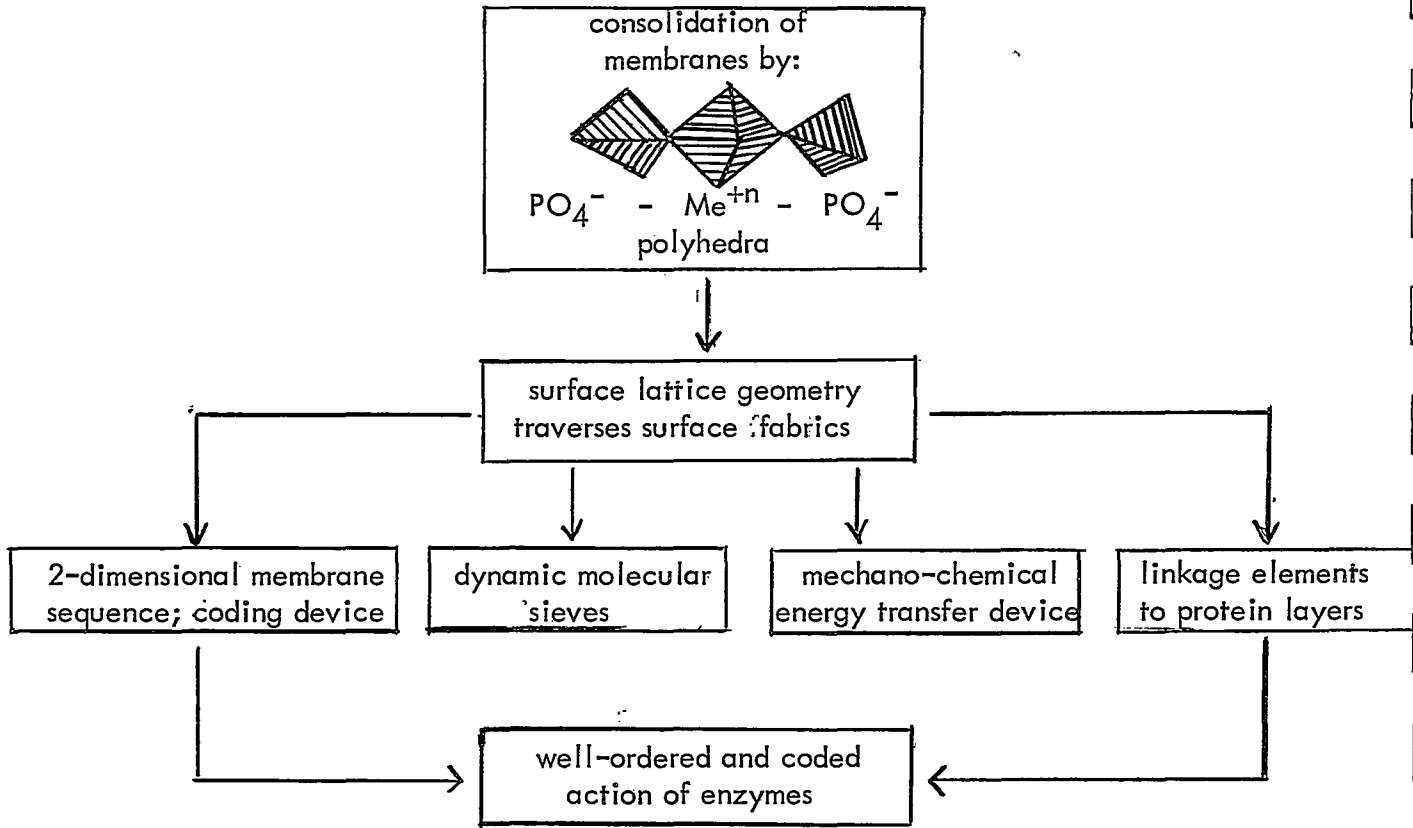 consolidation of
membranes by:
PO4- - Me+n - PO4-
polyhedra
surface lattice geometry
traverses surface fabrics
2-dimensional membrane
sequence; coding device
dynamic molecular
sieves
mechano-chemical
energy transfer device
linkage elements
to protein layers
well-ordered and coded
action of enzymes